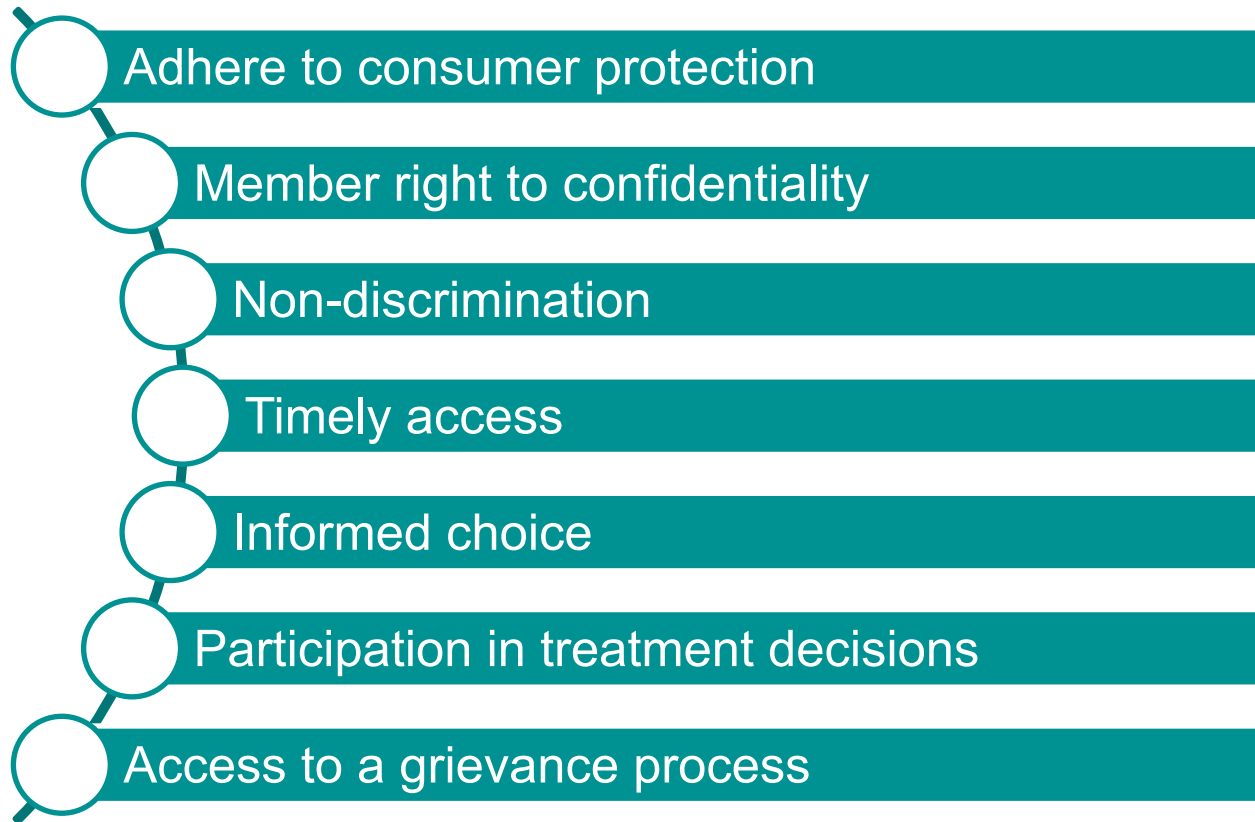 Adhere to consumer protection
Member right to confidentiality
Non-discrimination
Timely access
Informed choice
Participation in treatment decisions
Access to a grievance process